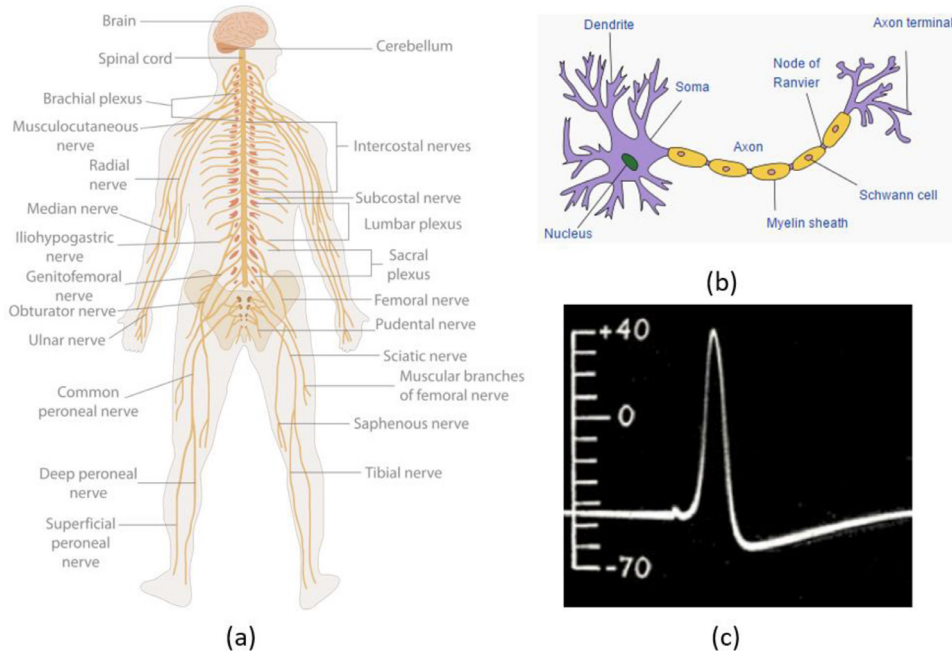 Brain
Cerebellum
Spinal cord
Brachial plexus
Musculocutaneous
nerve
Intercostal nerves
Radial
nerve
Subcostal nerve
Median nerve
Lumbar plexus
Iliohypogastric
nerve
Sacral
plexus
Genitofemoral
nerve
Femoral nerve
Obturator nerve
Pudental nerve
Ulnar nerve
Sciatic nerve
Muscular branches
of femoral nerve
Common
peroneal nerve
Saphenous nerve
Deep peroneal
nerve
Tibial nerve
Superficial
peroneal
nerve
(a)
Dendrite
Axon terminal
Node of
Ranvier
Soma
Axon
Schwann cell
Myelin sheath
Nucleus
(b)
+40
0
-70
(c)